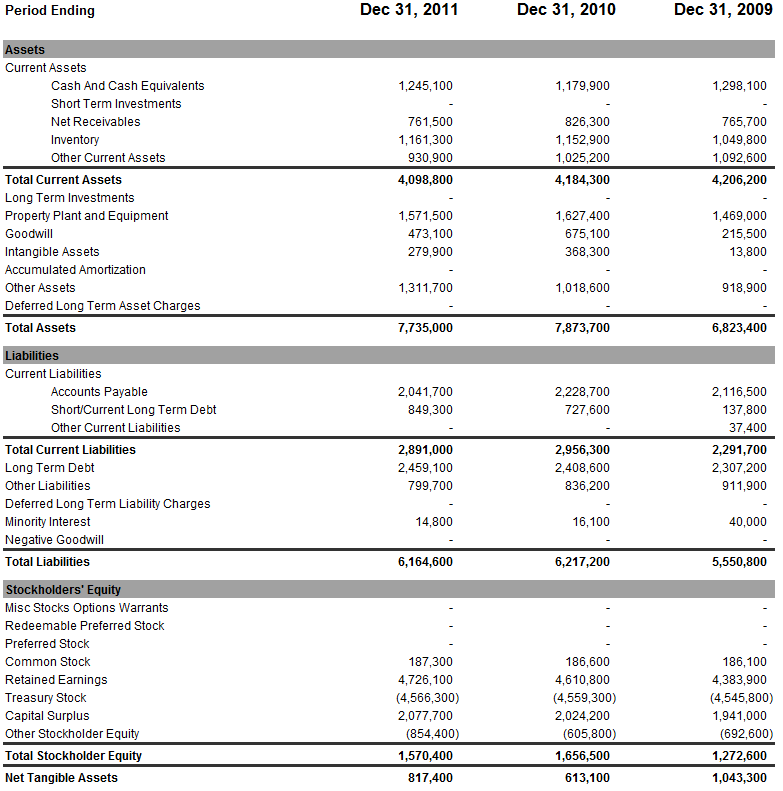 Period Ending Dec 31, 2011 Dec 31, 2010 Dec 31, 2009
Assets
Current Assets
Cash And Cash Equivalents 1,245,100 1,179,900 1,298,100
Short Term Investments - - -
Net Receivables 761,500 826,300 765,700
Inventory 1,161,300 1,152,900 1,049,800
Other Current Assets 930,900 1,025,200 1,092,600
Total Current Assets 4,098,800 4,184,300 4,206,200
Long Term Investments - - -
Property Plant and Equipment 1,571,500 1,627,400 1,469,000
Goodwill 473,100 675,100 215,500
Intangible Assets 279,900 368,300 13,800
Accumulated Amortization - - -
Other Assets 1,311,700 1,018,600 918,900
Deferred Long Term Asset Charges - - -
Total Assets 7,735,000 7,873,700 6,823,400
Liabilities
Current Liabilities
Accounts Payable 2,041,700 2,228,700 2,116,500
Short/Current Long Term Debt 849,300 727,600 137,800
Other Current Liabilities - - 37,400
Total Current Liabilities 2,891,000 2,956,300 2,291,700
Long Term Debt 2,459,100 2,408,600 2,307,200
Other Liabilities 799,700 836,200 911,900
Deferred Long Term Liability Charges - - -
Minority Interest 14,800 16,100 40,000
Negative Goodwill - - -
Total Liabilities 6,164,600 6,217,200 5,550,800
Stockholders' Equity
Misc Stocks Options Warrants - - -
Redeemable Preferred Stock - - -
Preferred Stock - - -
Common Stock 187,300 186,600 186,100
Retained Earnings 4,726,100 4,610,800 4,383,900
Treasury Stock (4,566,300) (4,559,300) (4,545,800)
Capital Surplus 2,077,700 2,024,200 1,941,000
Other Stockholder Equity (854,400) (605,800) (692,600)
Total Stockholder Equity 1,570,400 1,656,500 1,272,600
Net Tangible Assets 817,400 613,100 1,043,300